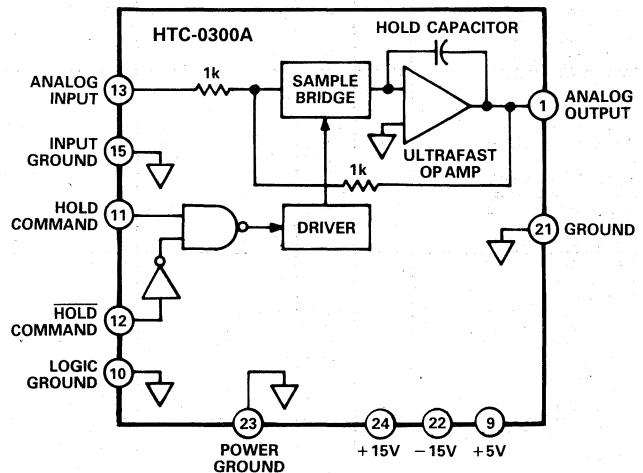 HTC-0300A
HOLD CAPACITOR
ANALOG
INPUT
13
1k
SAMPLE
BRIDGE
1
ANALOG
OUTPUT
INPUT
GROUND
15
ULTRAFAST
OP AMP
1k
HOLD
COMMAND
11
DRIVER
21
GROUND
HOLD
COMMAND
12
LOGIC
GROUND
10
23
POWER
GROUND
24
+15V
22
-15V
9
+5V